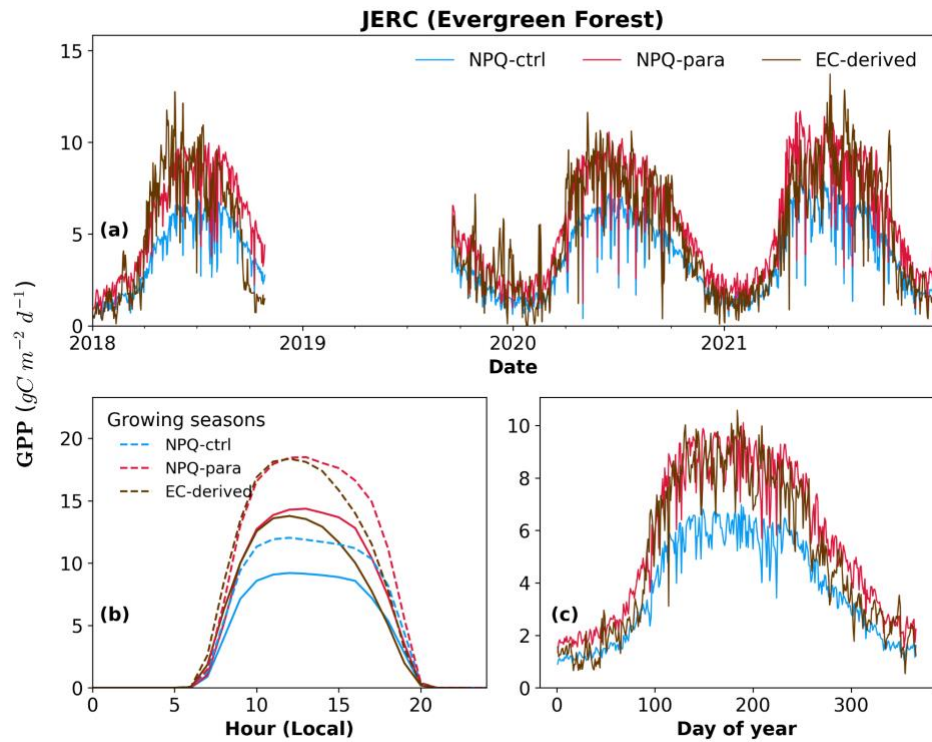 JERC (Evergreen Forest)
15
10
5
0
NPQ-ctrl NPQ-para EC-derived
(a)
2018 2019 2020 2021
Date
GPP (gC m⁻² d⁻¹)
20
15
10
5
0
Growing seasons
NPQ-ctrl
NPQ-para
EC-derived
(b)
0 5 10 15 20
Hour (Local)
10
8
6
4
2
0
(c)
0 100 200 300
Day of year